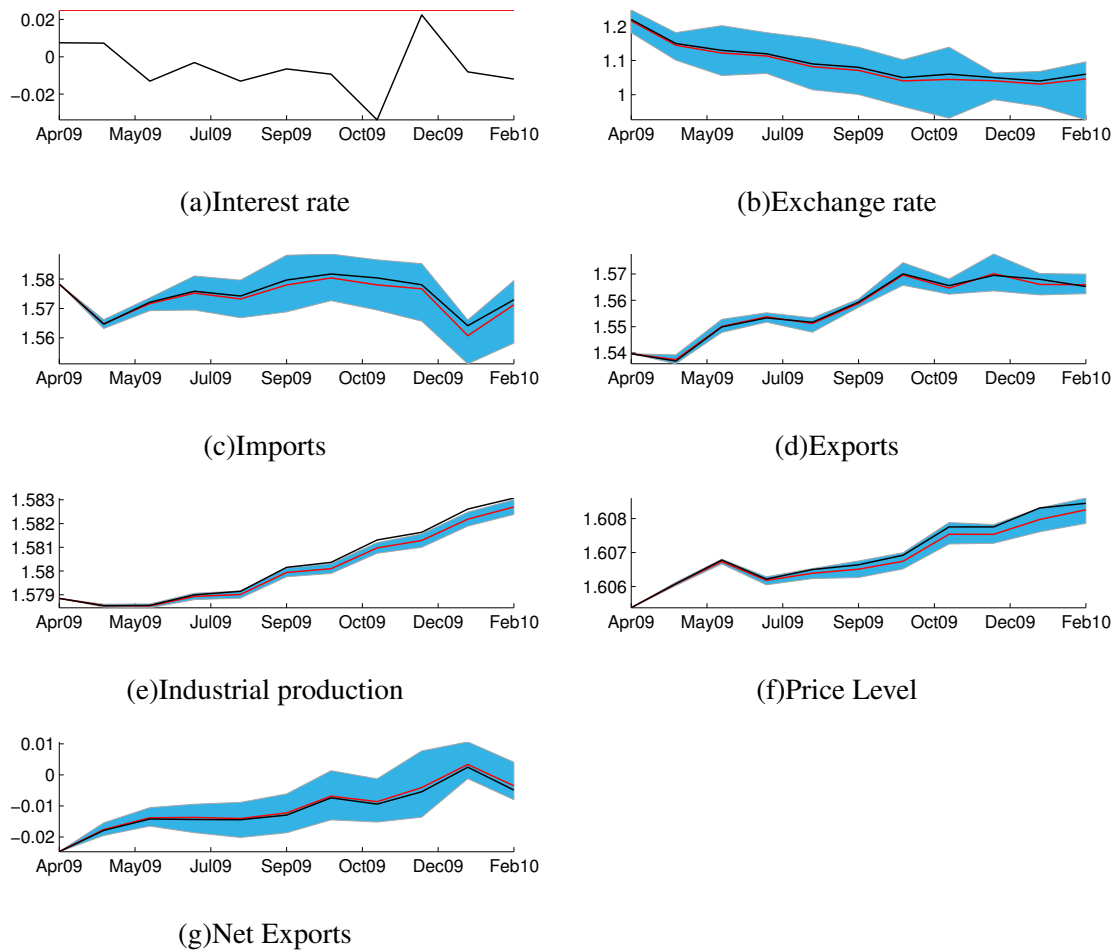 0.02
0
−0.02
Apr09 May09 Jul09 Sep09 Oct09 Dec09 Feb10
(a)Interest rate
1.2
1.1
1
Apr09 May09 Jul09 Sep09 Oct09 Dec09 Feb10
(b)Exchange rate
1.58
1.57
1.56
Apr09 May09 Jul09 Sep09 Oct09 Dec09 Feb10
(c)Imports
1.57
1.56
1.55
1.54
Apr09 May09 Jul09 Sep09 Oct09 Dec09 Feb10
(d)Exports
1.583
1.582
1.581
1.58
1.579
Apr09 May09 Jul09 Sep09 Oct09 Dec09 Feb10
(e)Industrial production
1.608
1.607
1.606
Apr09 May09 Jul09 Sep09 Oct09 Dec09 Feb10
(f)Price Level
0.01
0
−0.01
−0.02
Apr09 May09 Jul09 Sep09 Oct09 Dec09 Feb10
(g)Net Exports